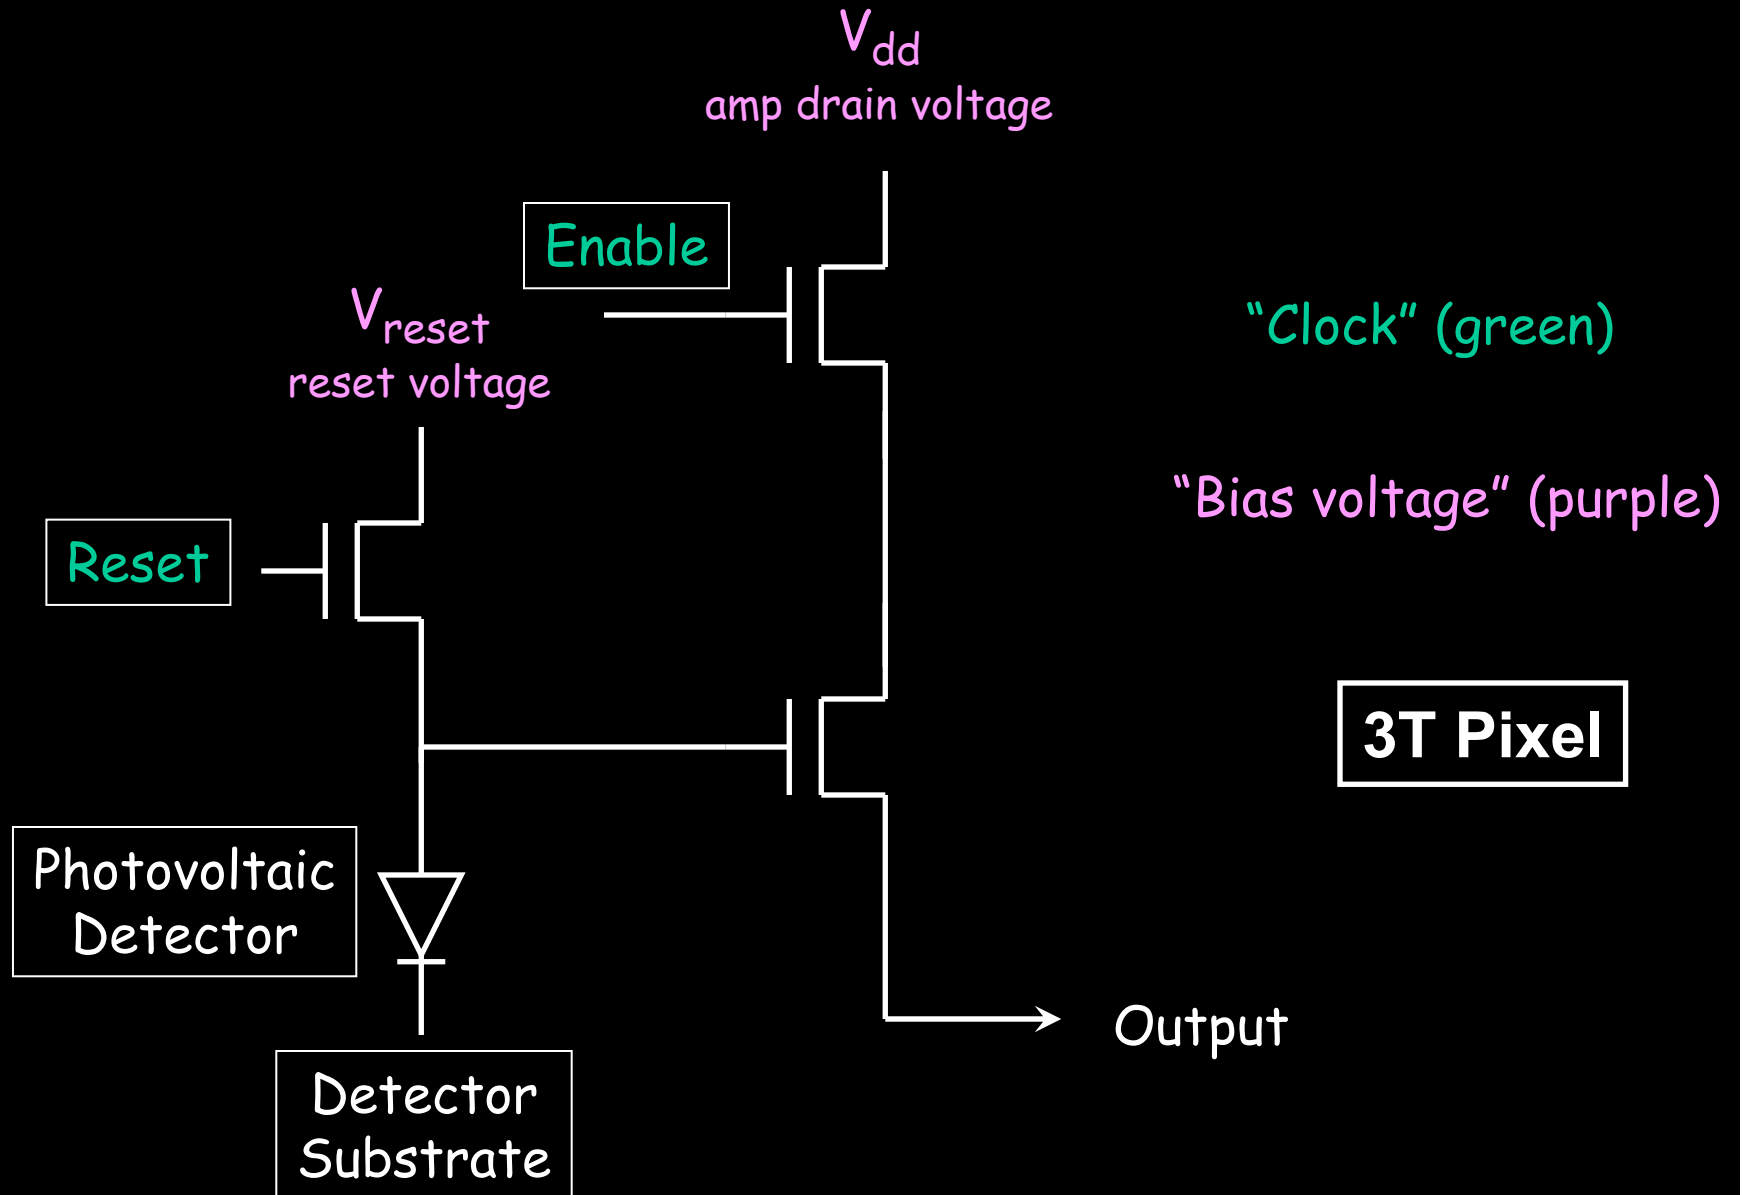 Vdd
amp drain voltage
Enable
Vreset
reset voltage
“Clock” (green)
“Bias voltage” (purple)
Reset
3T Pixel
Photovoltaic
Detector
Output
Detector
Substrate